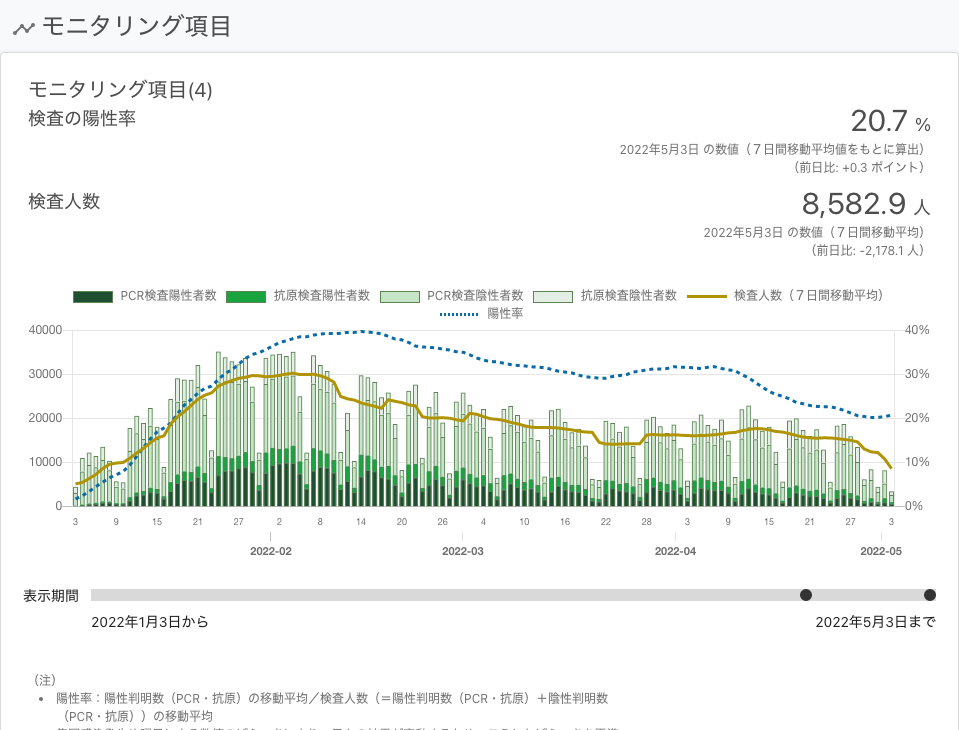 モニタリング項目
モニタリング項目(4)
検査の陽性率
20.7 %
2022年5月3日 の数値（７日間移動平均値をもとに算出）
（前日比: +0.3 ポイント）
検査人数
8,582.9 人
2022年5月3日 の数値（７日間移動平均）
（前日比: -2,178.1 人）
PCR検査陽性者数 抗原検査陽性者数 PCR検査陰性者数 抗原検査陰性者数 検査人数（７日間移動平均）
陽性率
40000 40%
30000 30%
20000 20%
10000 10%
0 0%
3 9 15 21 27 2 8 14 20 26 4 10 16 22 28 3 9 15 21 27 3
2022-02 2022-03 2022-04 2022-05
表示期間
2022年1月3日から 2022年5月3日まで
（注）
• 陽性率：陽性判明数（PCR・抗原）の移動平均／検査人数（＝陽性判明数（PCR・抗原）＋陰性判明数
（PCR・抗原））の移動平均